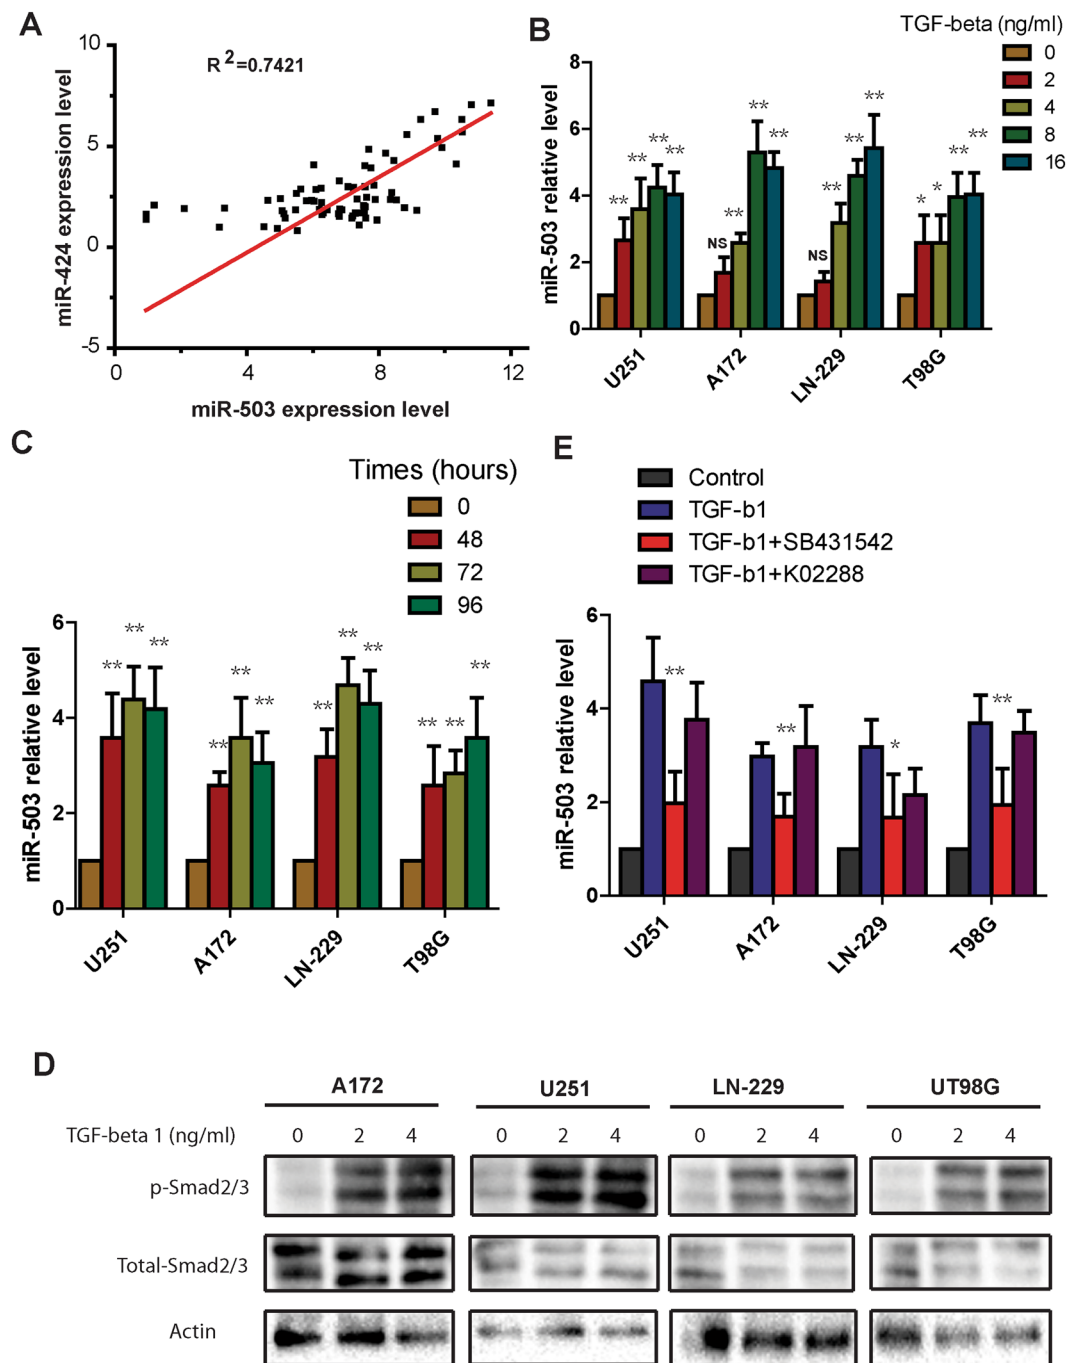 A
R²=0.7421
miR-424 expression level
10
5
0
-5
0 4 8 12
miR-503 expression level
B
TGF-beta (ng/ml)
0
2
4
8
16
miR-503 relative level
8
6
4
2
0
** ** ** **
NS ** ** **
NS ** ** **
* * ** **
U251 A172 LN-229 T98G
C
Times (hours)
0
48
72
96
miR-503 relative level
6
4
2
0
** ** **
** ** **
** ** **
** ** **
U251 A172 LN-229 T98G
E
Control
TGF-b1
TGF-b1+SB431542
TGF-b1+K02288
miR-503 relative level
6
4
2
0
** ** * **
U251 A172 LN-229 T98G
D
A172 U251 LN-229 UT98G
TGF-beta 1 (ng/ml) 0 2 4 0 2 4 0 2 4 0 2 4
p-Smad2/3
Total-Smad2/3
Actin